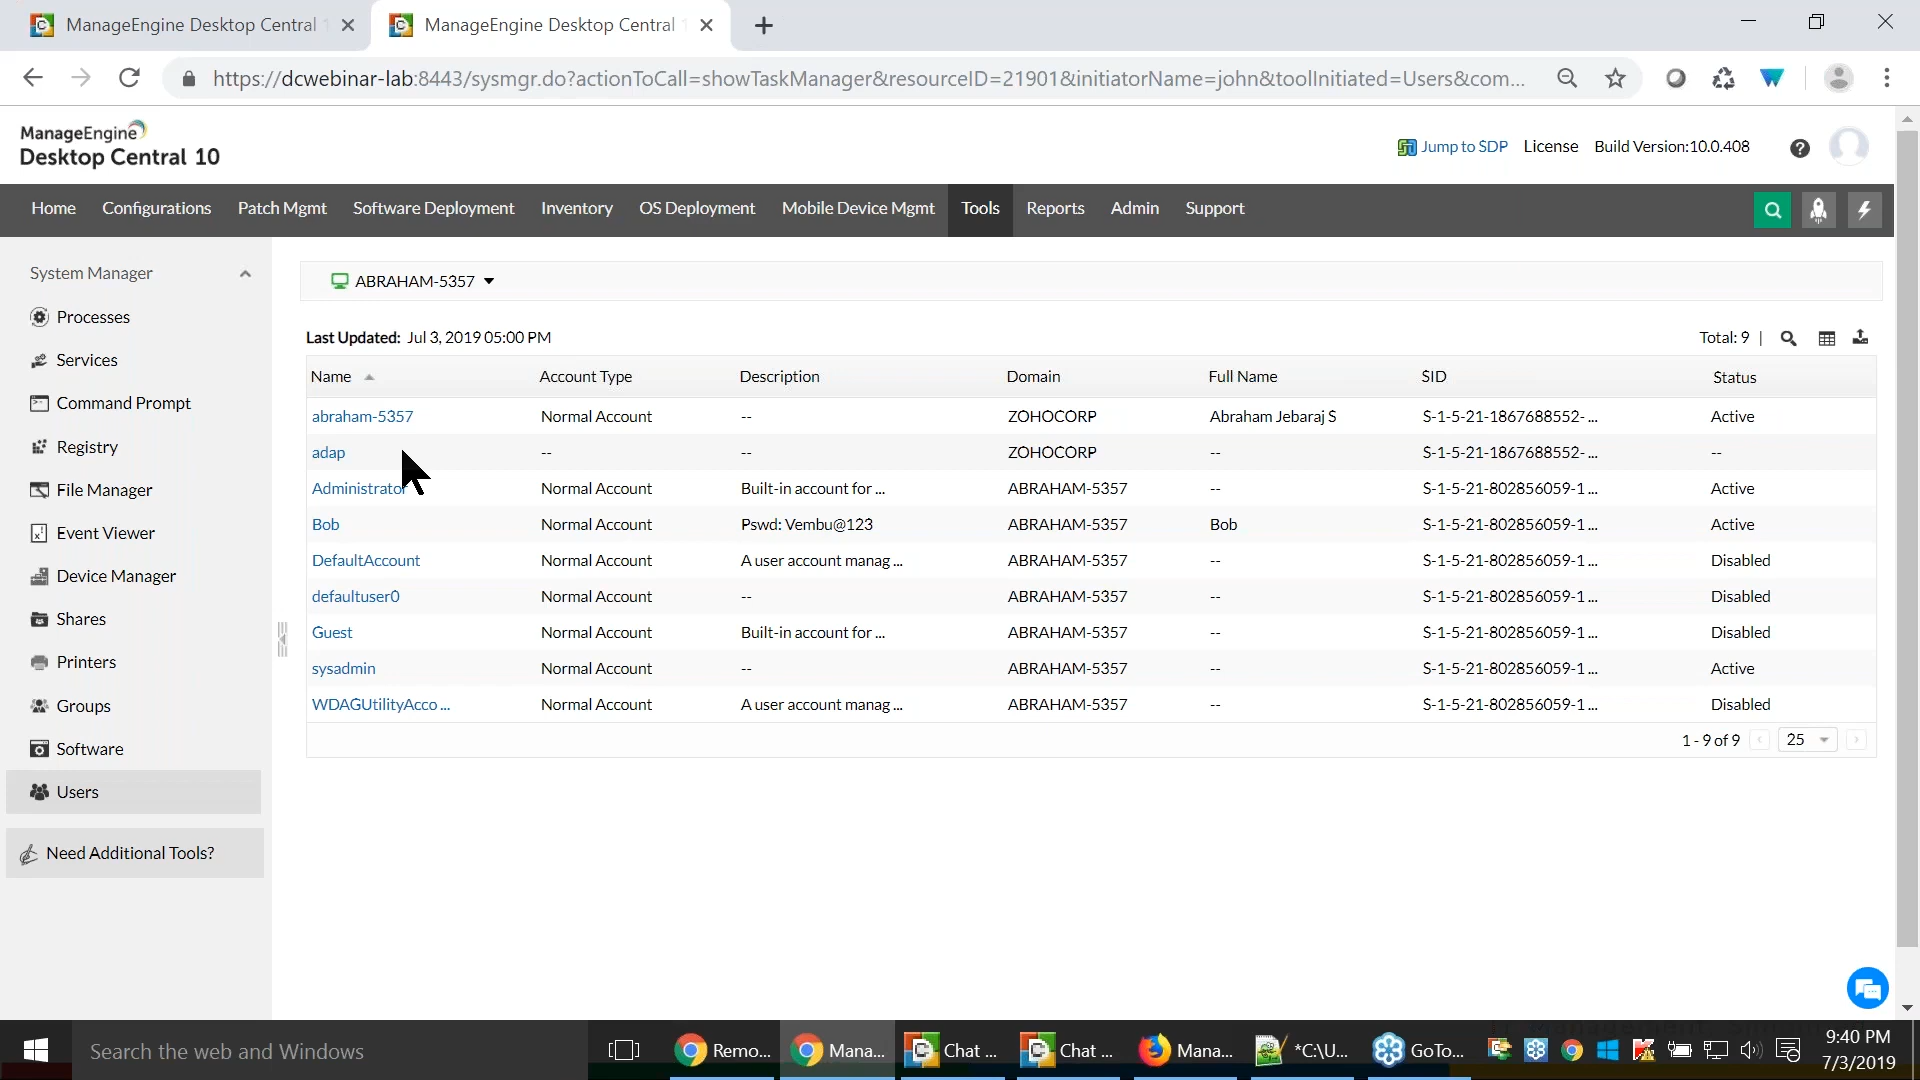 ManageEngine Desktop Central 1
ManageEngine Desktop Central 1
https://dcwebinar-lab:8443/sysmgr.do?actionToCall=showTaskManager&resourceID=21901&initiatorName=john&toolInitiated=Users&com...
ManageEngine
Desktop Central 10
Jump to SDP License Build Version:10.0.408
Home Configurations Patch Mgmt Software Deployment Inventory OS Deployment Mobile Device Mgmt Tools Reports Admin Support
System Manager
Processes
Services
Command Prompt
Registry
File Manager
Event Viewer
Device Manager
Shares
Printers
Groups
Software
Users
Need Additional Tools?
ABRAHAM-5357
Last Updated: Jul 3, 2019 05:00 PM
Total: 9 |
Name Account Type Description Domain Full Name SID Status
abraham-5357 Normal Account -- ZOHOCORP Abraham Jebaraj S S-1-5-21-1867688552- ... Active
adap -- -- ZOHOCORP -- S-1-5-21-1867688552- ... --
Administrator Normal Account Built-in account for ... ABRAHAM-5357 -- S-1-5-21-802856059-1 ... Active
Bob Normal Account Pswd: Vembu@123 ABRAHAM-5357 Bob S-1-5-21-802856059-1 ... Active
DefaultAccount Normal Account A user account manag ... ABRAHAM-5357 -- S-1-5-21-802856059-1 ... Disabled
defaultuser0 Normal Account -- ABRAHAM-5357 -- S-1-5-21-802856059-1 ... Disabled
Guest Normal Account Built-in account for ... ABRAHAM-5357 -- S-1-5-21-802856059-1 ... Disabled
sysadmin Normal Account -- ABRAHAM-5357 -- S-1-5-21-802856059-1 ... Active
WDAGUtilityAcco ... Normal Account A user account manag ... ABRAHAM-5357 -- S-1-5-21-802856059-1 ... Disabled
1 - 9 of 9 25
Search the web and Windows
Remo... Mana... Chat ... Chat ... Mana... *C:\U... GoTo...
9:40 PM
7/3/2019